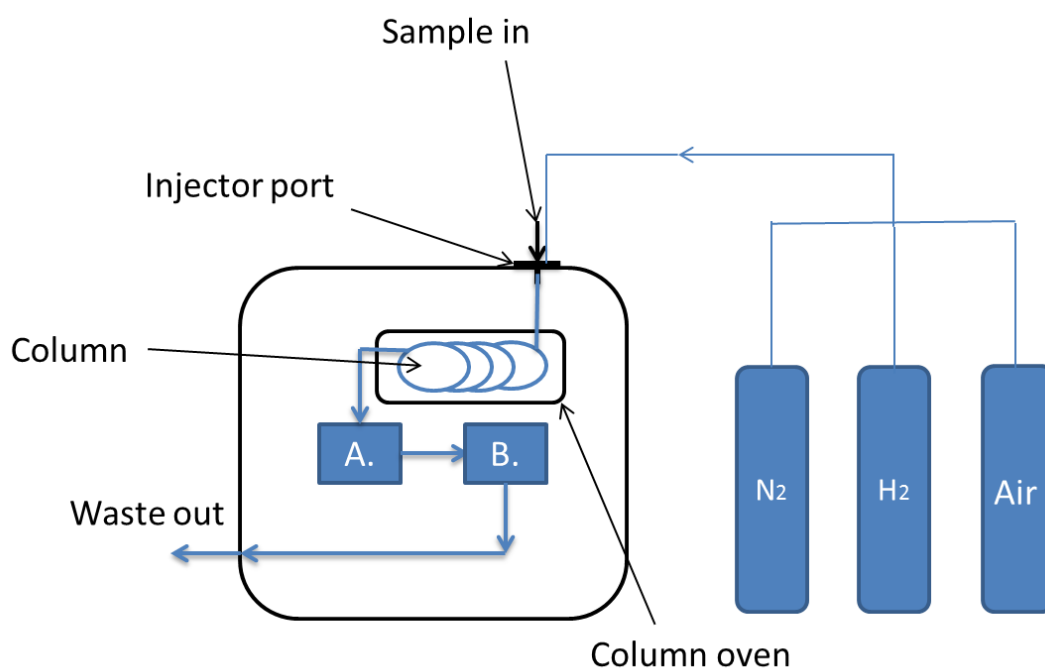 Sample in
Injector port
Column
A.
B.
N2
H2
Air
Waste out
Column oven